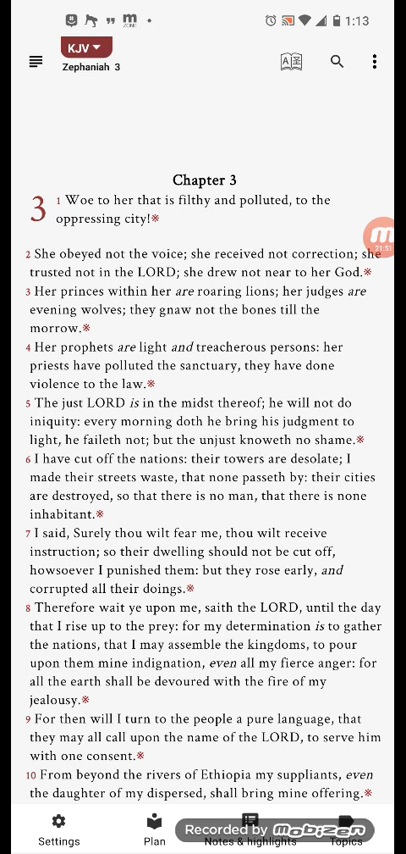 1:13
KJV
Zephaniah 3
Chapter 3
3 1 Woe to her that is filthy and polluted, to the
oppressing city!※
21:51
2 She obeyed not the voice; she received not correction; she
trusted not in the LORD; she drew not near to her God.※
3 Her princes within her are roaring lions; her judges are
evening wolves; they gnaw not the bones till the
morrow.※
4 Her prophets are light and treacherous persons: her
priests have polluted the sanctuary, they have done
violence to the law.※
5 The just LORD is in the midst thereof; he will not do
iniquity: every morning doth he bring his judgment to
light, he faileth not; but the unjust knoweth no shame.※
6 I have cut off the nations: their towers are desolate; I
made their streets waste, that none passeth by: their cities
are destroyed, so that there is no man, that there is none
inhabitant.※
7 I said, Surely thou wilt fear me, thou wilt receive
instruction; so their dwelling should not be cut off,
howsoever I punished them: but they rose early, and
corrupted all their doings.※
8 Therefore wait ye upon me, saith the LORD, until the day
that I rise up to the prey: for my determination is to gather
the nations, that I may assemble the kingdoms, to pour
upon them mine indignation, even all my fierce anger: for
all the earth shall be devoured with the fire of my
jealousy.※
9 For then will I turn to the people a pure language, that
they may all call upon the name of the LORD, to serve him
with one consent.※
10 From beyond the rivers of Ethiopia my suppliants, even
the daughter of my dispersed, shall bring mine offering.※
Recorded by mobizen
Settings Plan Notes & highlights Topics